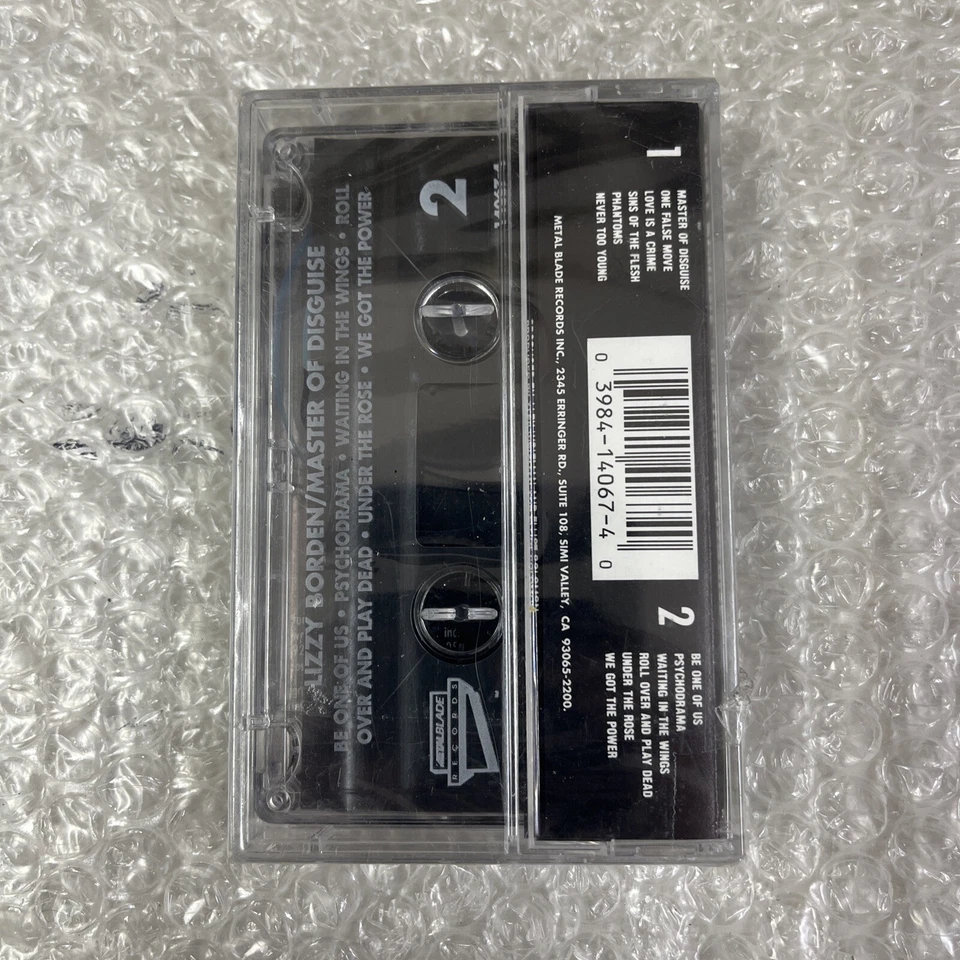 2
LIZZY BORDEN/MASTER OF DISGUISE
BE ONE OF US • PSYCHODRAMA • WAITING IN THE WINGS • ROLL
OVER AND PLAY DEAD • UNDER THE ROSE • WE GOT THE POWER
METAL BLADE
RECORDS
inc.
1
MASTER OF DISGUISE
ONE FALSE MOVE
LOVE IS A CRIME
SINS OF THE FLESH
PHANTOMS
NEVER TOO YOUNG
0 3984-14067-4 0
2
BE ONE OF US
PSYCHODRAMA
WAITING IN THE WINGS
ROLL OVER AND PLAY DEAD
UNDER THE ROSE
WE GOT THE POWER
METAL BLADE RECORDS INC., 2345 ERRINGER RD., SUITE 108, SIMI VALLEY, CA 93065-2200.